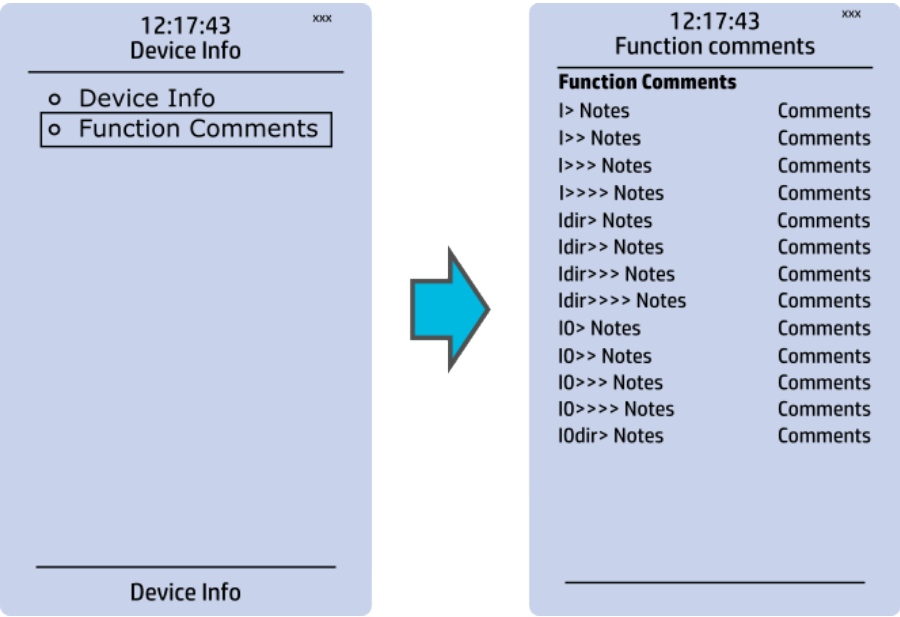 12:17:43 xxx
Device Info
Device Info
Function Comments
Device Info
12:17:43 xxx
Function comments
Function Comments
I> Notes Comments
I>> Notes Comments
I>>> Notes Comments
I>>>> Notes Comments
Idir> Notes Comments
Idir>> Notes Comments
Idir>>> Notes Comments
Idir>>>> Notes Comments
I0> Notes Comments
I0>> Notes Comments
I0>>> Notes Comments
I0>>>> Notes Comments
I0dir> Notes Comments